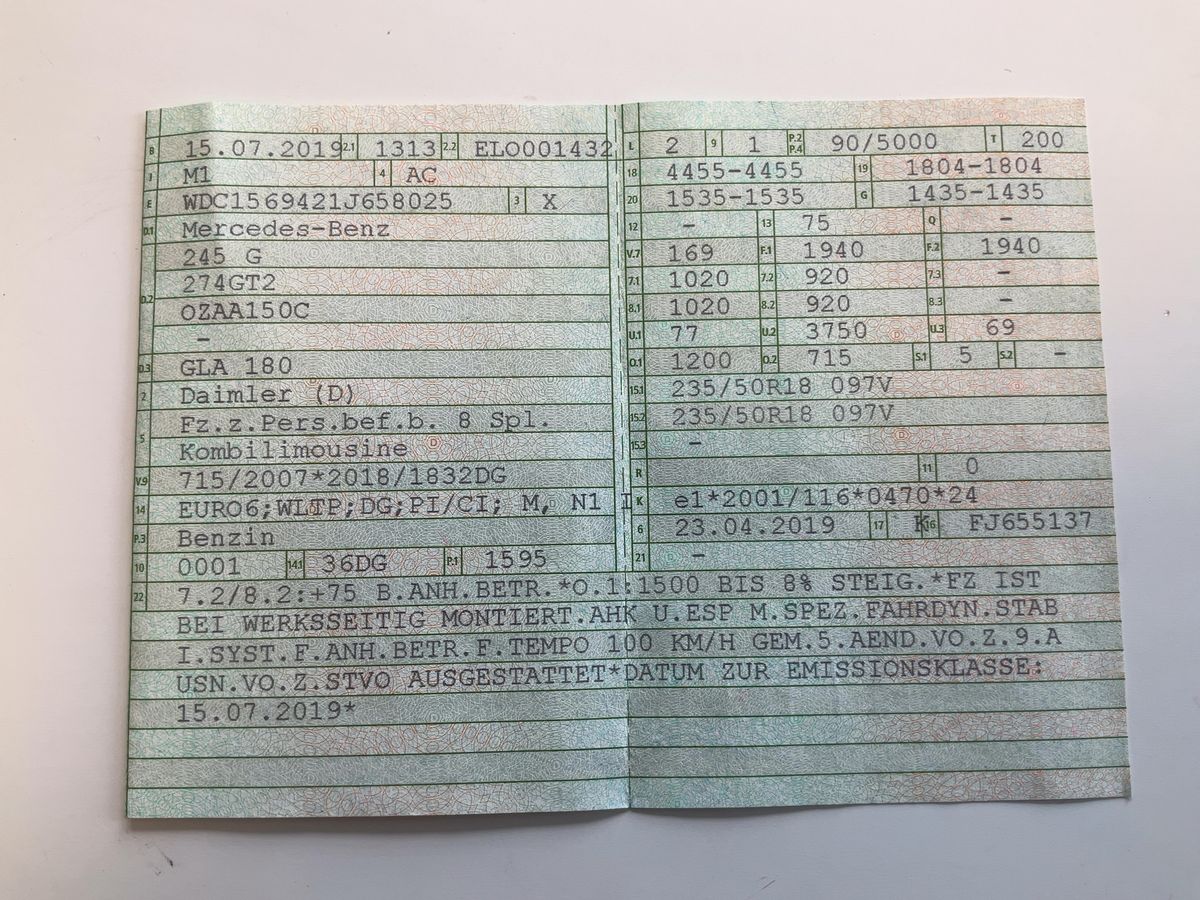 B 15.07.2019 2.1 1313 2.2 ELO001432
J M1 4 AC
E WDC1569421J658025 3 X
D.1 Mercedes-Benz
245 G
274GT2
D.2 OZAA150C
-
D.3 GLA 180
2 Daimler (D)
Fz.z.Pers.bef.b. 8 Spl.
5 Kombilimousine
V.9 715/2007*2018/1832DG
14 EURO6;WLTP;DG;PI/CI; M, N1 I
P.3 Benzin
10 0001 14.1 36DG P.1 1595
L 2 9 1 P.2 P.4 90/5000 T 200
18 4455-4455 19 1804-1804
20 1535-1535 G 1435-1435
12 - 13 75 Q -
V.7 169 F.1 1940 F.2 1940
7.1 1020 7.2 920 7.3 -
8.1 1020 8.2 920 8.3 -
U.1 77 U.2 3750 U.3 69
O.1 1200 O.2 715 S.1 5 S.2 -
15.1 235/50R18 097V
15.2 235/50R18 097V
15.3 -
R 11 0
K e1*2001/116*0470*24
6 23.04.2019 17 K 16 FJ655137
21 -
22 7.2/8.2:+75 B.ANH.BETR.*O.1:1500 BIS 8% STEIG.*FZ IST
BEI WERKSSEITIG MONTIERT.AHK U.ESP M.SPEZ.FAHRDYN.STAB
I.SYST.F.ANH.BETR.F.TEMPO 100 KM/H GEM.5.AEND.VO.Z.9.A
USN.VO.Z.STVO AUSGESTATTET*DATUM ZUR EMISSIONSKLASSE:
15.07.2019*